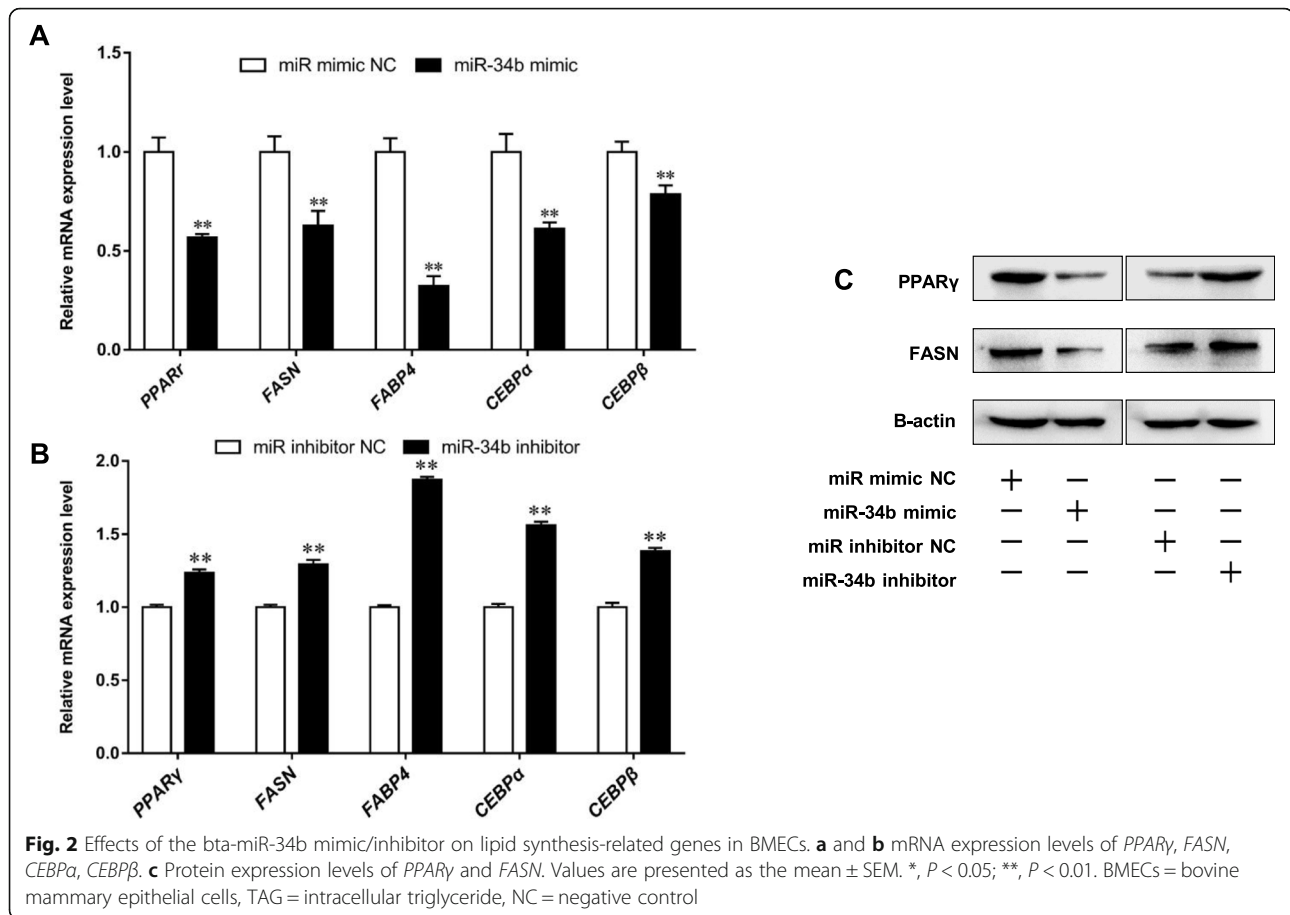 A
1.5
miR mimic NC miR-34b mimic
Relative mRNA expression level
1.0
0.5
0.0
** ** ** ** **
PPARr FASN FABP4 CEBPα CEBPβ
B
2.0
miR inhibitor NC miR-34b inhibitor
Relative mRNA expression level
1.5
1.0
0.5
0.0
** ** ** ** **
PPARγ FASN FABP4 CEBPα CEBPβ
C
PPARγ
FASN
B-actin
miR mimic NC + − − −
miR-34b mimic − + − −
miR inhibitor NC − − + −
miR-34b inhibitor − − − +
Fig. 2 Effects of the bta-miR-34b mimic/inhibitor on lipid synthesis-related genes in BMECs. a and b mRNA expression levels of PPARγ, FASN,
CEBPα, CEBPβ. c Protein expression levels of PPARγ and FASN. Values are presented as the mean ± SEM. *, P < 0.05; **, P < 0.01. BMECs = bovine
mammary epithelial cells, TAG = intracellular triglyceride, NC = negative control